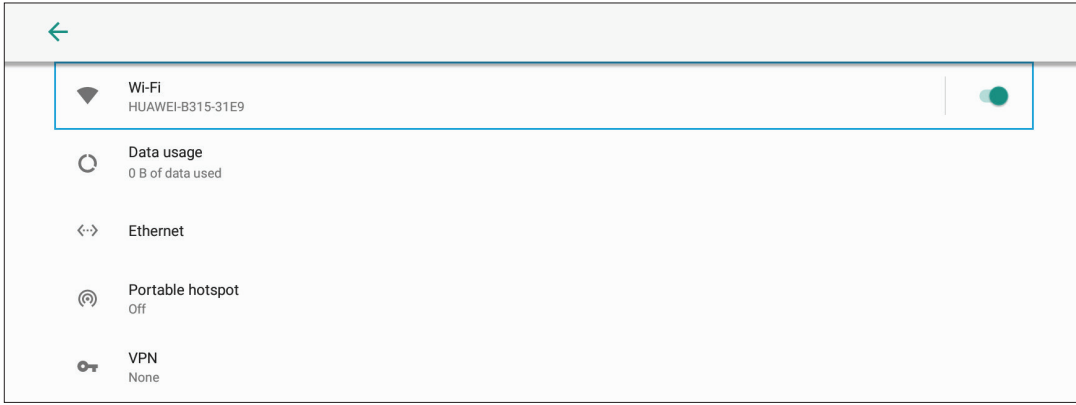 Wi-Fi
HUAWEI-B315-31E9
Data usage
0 B of data used
Ethernet
Portable hotspot
Off
VPN
None